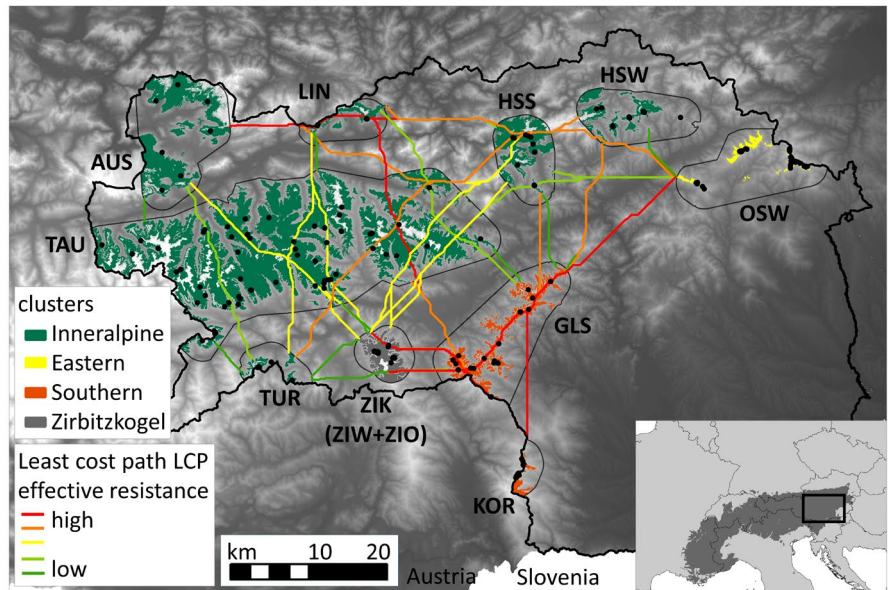 LIN
HSS
HSW
AUS
OSW
TAU
GLS
TUR
ZIK
(ZIW+ZIO)
KOR
clusters
Inneralpine
Eastern
Southern
Zirbitzkogel
Least cost path LCP
effective resistance
high
low
km 10 20
Austria
Slovenia